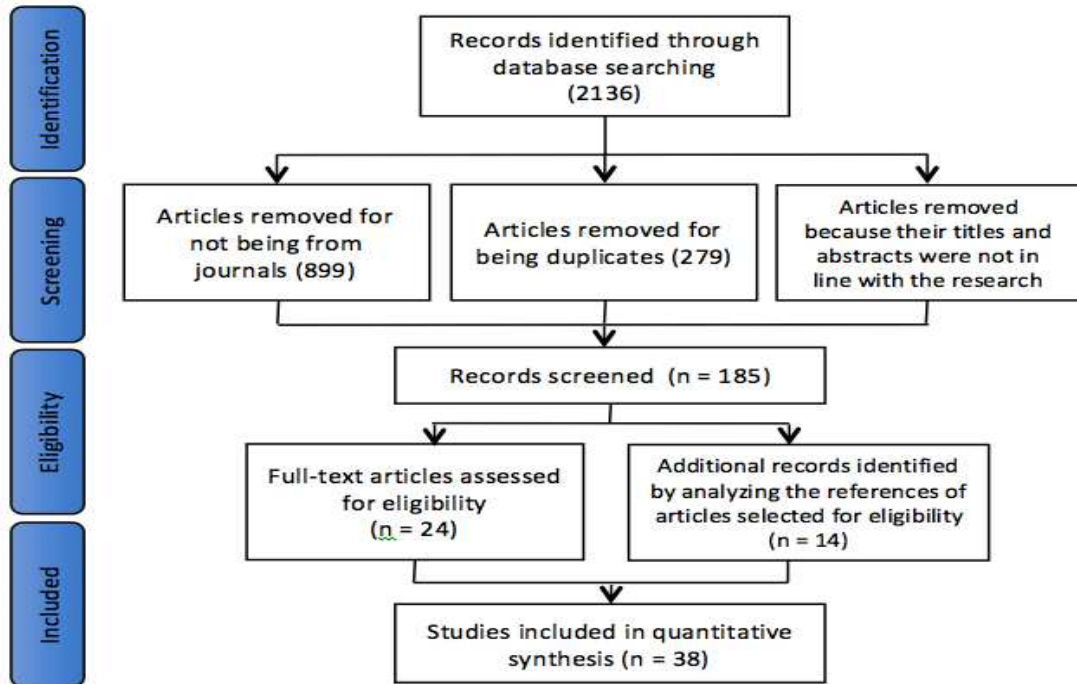 Identification
Records identified through
database searching
(2136)
Screening
Articles removed for
not being from
journals (899)
Articles removed for
being duplicates (279)
Articles removed
because their titles and
abstracts were not in
line with the research
Eligibility
Records screened (n = 185)
Full-text articles assessed
for eligibility
(n = 24)
Additional records identified
by analyzing the references of
articles selected for eligibility
(n = 14)
Included
Studies included in quantitative
synthesis (n = 38)